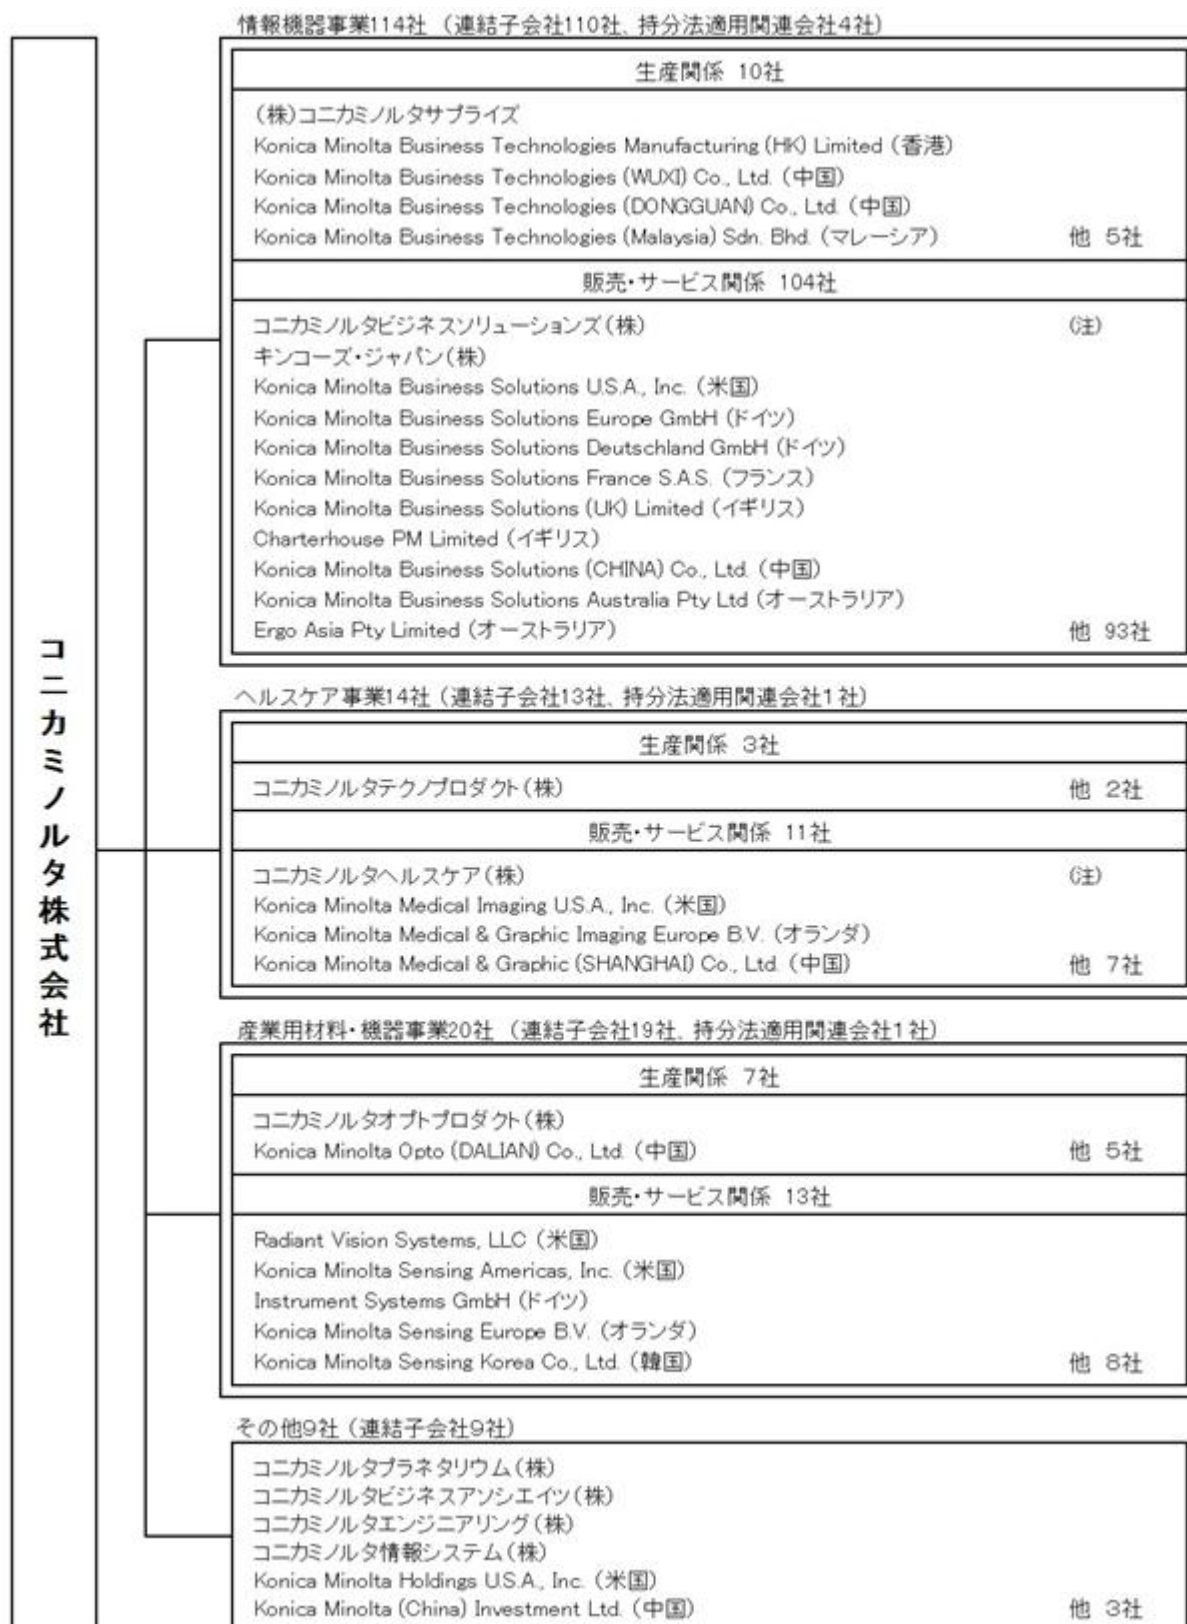 情報機器事業114社 （連結子会社110社、持分法適用関連会社4社）
生産関係 10社
(株)コニカミノルタサプライズ
Konica Minolta Business Technologies Manufacturing (HK) Limited (香港)
Konica Minolta Business Technologies (WUXI) Co., Ltd. (中国)
Konica Minolta Business Technologies (DONGGUAN) Co., Ltd. (中国)
Konica Minolta Business Technologies (Malaysia) Sdn. Bhd. (マレーシア) 他 5社
販売・サービス関係 104社
コニカミノルタビジネスソリューションズ(株) (注)
キンコーズ・ジャパン(株)
Konica Minolta Business Solutions U.S.A., Inc. (米国)
Konica Minolta Business Solutions Europe GmbH (ドイツ)
Konica Minolta Business Solutions Deutschland GmbH (ドイツ)
Konica Minolta Business Solutions France S.A.S. (フランス)
Konica Minolta Business Solutions (UK) Limited (イギリス)
Charterhouse PM Limited (イギリス)
Konica Minolta Business Solutions (CHINA) Co., Ltd. (中国)
Konica Minolta Business Solutions Australia Pty Ltd (オーストラリア)
Ergo Asia Pty Limited (オーストラリア) 他 93社
コニカミノルタ株式会社
ヘルスケア事業14社 (連結子会社13社、持分法適用関連会社1社)
生産関係 3社
コニカミノルタテクノプロダクト(株) 他 2社
販売・サービス関係 11社
コニカミノルタヘルスケア(株) (注)
Konica Minolta Medical Imaging U.S.A., Inc. (米国)
Konica Minolta Medical & Graphic Imaging Europe B.V. (オランダ)
Konica Minolta Medical & Graphic (SHANGHAI) Co., Ltd. (中国) 他 7社
産業用材料・機器事業20社 (連結子会社19社、持分法適用関連会社1社)
生産関係 7社
コニカミノルタオプトプロダクト(株)
Konica Minolta Opto (DALIAN) Co., Ltd. (中国) 他 5社
販売・サービス関係 13社
Radiant Vision Systems, LLC (米国)
Konica Minolta Sensing Americas, Inc. (米国)
Instrument Systems GmbH (ドイツ)
Konica Minolta Sensing Europe B.V. (オランダ)
Konica Minolta Sensing Korea Co., Ltd. (韓国) 他 8社
その他9社 (連結子会社9社)
コニカミノルタプラネタリウム(株)
コニカミノルタビジネスアソシエイツ(株)
コニカミノルタエンジニアリング(株)
コニカミノルタ情報システム(株)
Konica Minolta Holdings U.S.A., Inc. (米国)
Konica Minolta (China) Investment Ltd. (中国) 他 3社